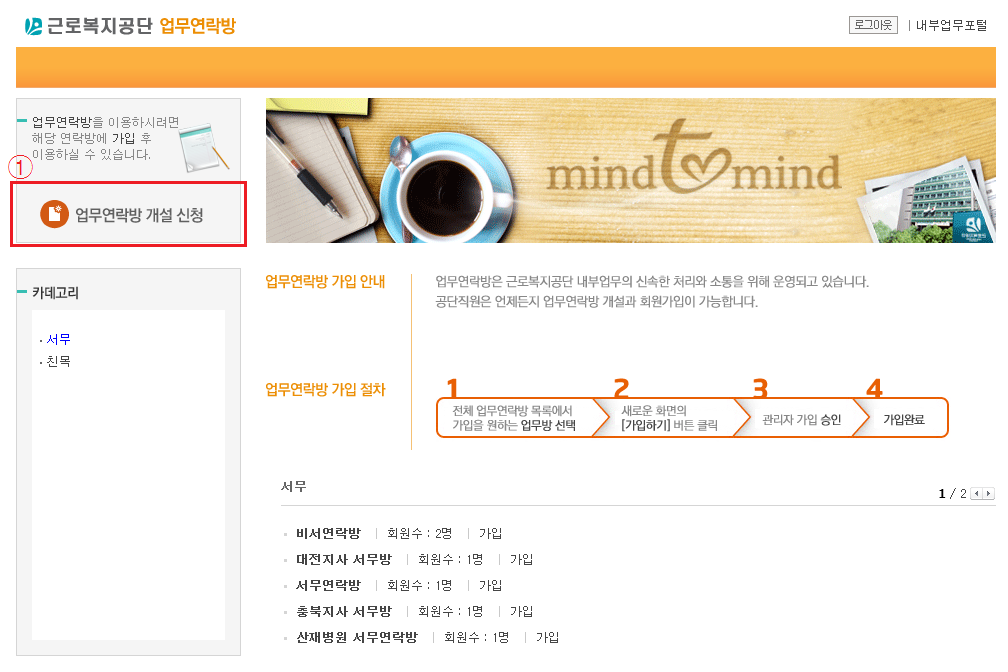 근로복지공단 업무연락방
로그아웃 | 내부업무포털
업무연락방을 이용하시려면
해당 연락방에 가입 후
이용하실 수 있습니다.
①
업무연락방 개설 신청
mind to mind
카데고리
· 서무
· 친목
업무연락방 가입 안내
업무연락방은 근로복지공단 내부업무의 신속한 처리와 소통을 위해 운영되고 있습니다.
공단직원은 언제든지 업무연락방 개설과 회원가입이 가능합니다.
업무연락방 가입 절차
1
전체 업무연락방 목록에서
가입을 원하는 업무방 선택
2
새로운 화면의
[가입하기] 버튼 클릭
3
관리자 가입 승인
4
가입완료
서무
1 / 2
비서연락방 | 회원수 : 2명 | 가입
대전지사 서무방 | 회원수 : 1명 | 가입
서무연락방 | 회원수 : 1명 | 가입
충북지사 서무방 | 회원수 : 1명 | 가입
산재병원 서무연락방 | 회원수 : 1명 | 가입